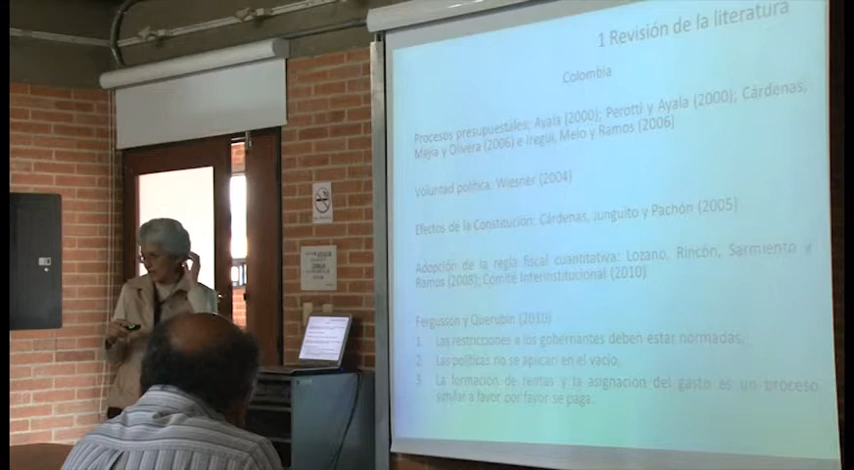 1 Revisión de la literatura
Colombia
Procesos presupuestales: Ayala (2000); Perotti y Ayala (2000); Cárdenas,
Mejía y Olivera (2006) e Iregui, Melo y Ramos (2006)
Voluntad política: Wiesner (2004)
Efectos de la Constitución: Cárdenas, Junguito y Pachón (2005)
Adopción de la regla fiscal cuantitativa: Lozano, Rincón, Sarmiento y
Ramos (2008); Comité Interinstitucional (2010)
Fergusson y Querubín (2010)
1 Las restricciones a los gobernantes deben estar normadas.
2 Las políticas no se aplican en el vacío.
3 La formación de rentas y la asignación del gasto es un proceso
similar a favor por favor se paga.